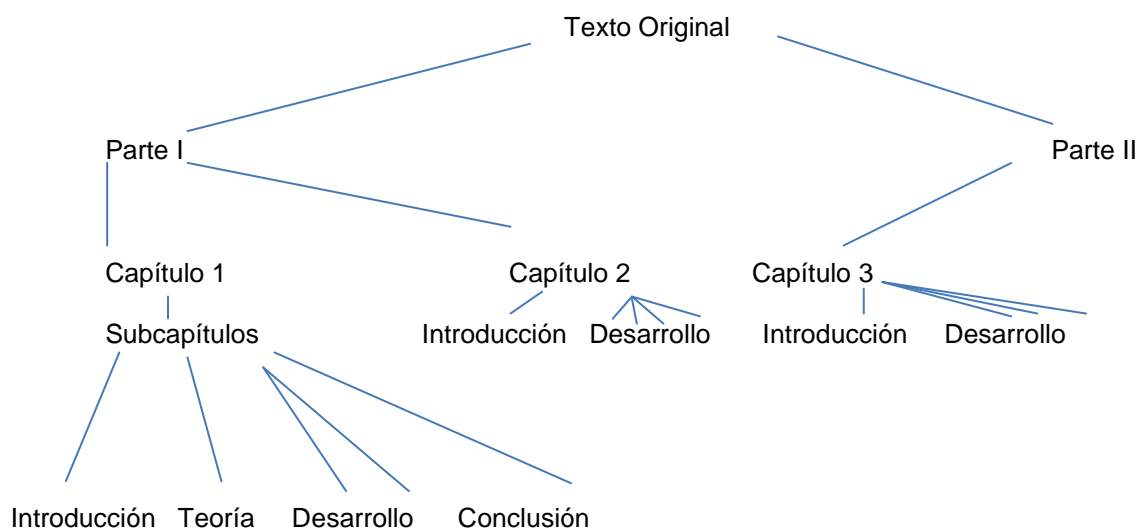 Texto Original
Parte I Parte II
Capítulo 1 Capítulo 2 Capítulo 3
Subcapítulos Introducción Desarrollo Introducción Desarrollo
Introducción Teoría Desarrollo Conclusión